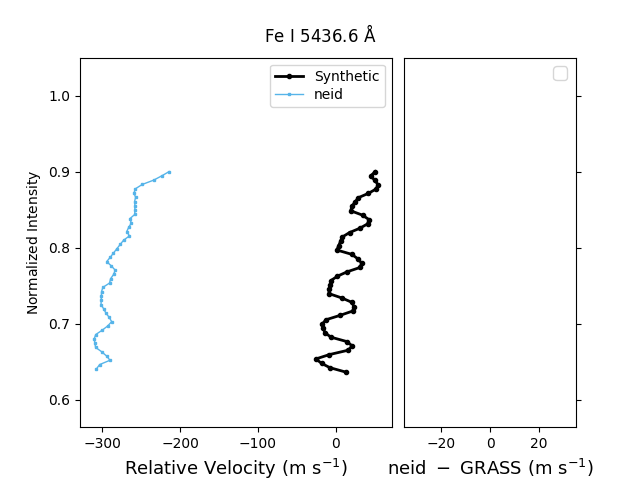 Fe I 5436.6 Å
Synthetic
neid
Normalized Intensity
1.0
0.9
0.8
0.7
0.6
−300 −200 −100 0
−20 0 20
Relative Velocity (m s⁻¹)
neid − GRASS (m s⁻¹)